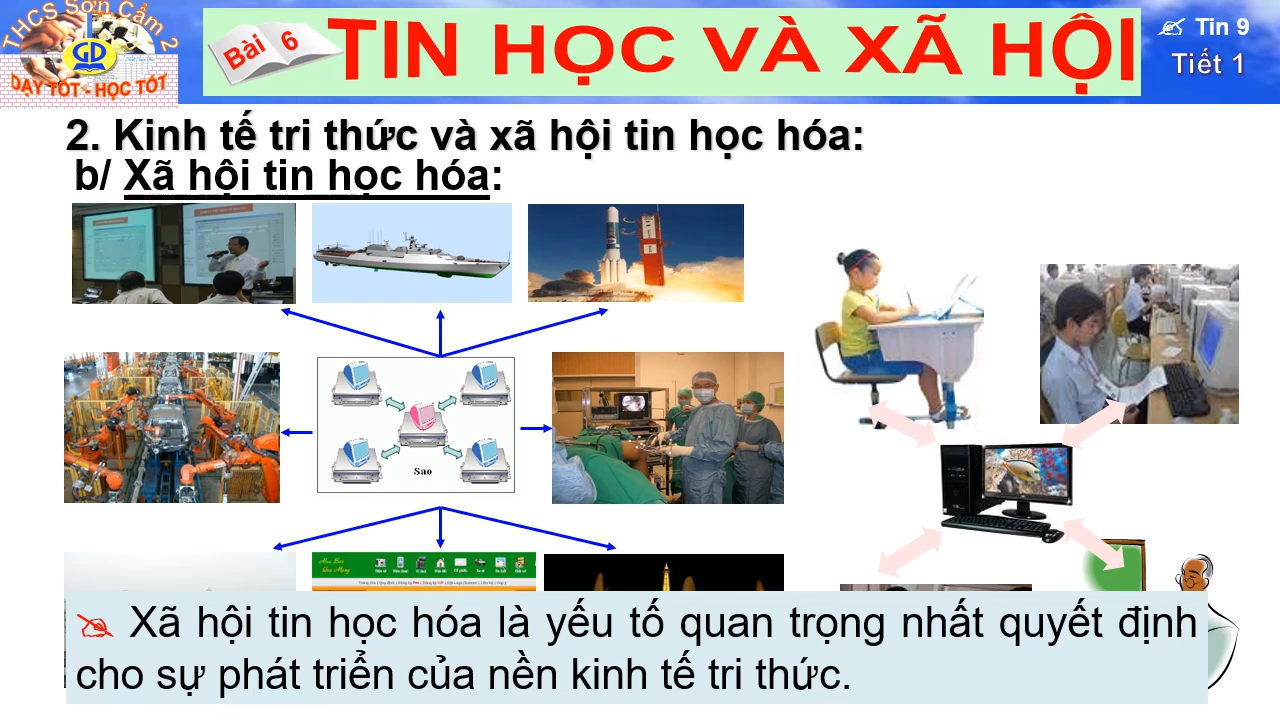 THCS Sơn Cẩm 2
GD
DẠY TỐT - HỌC TỐT
Bài 6
TIN HỌC VÀ XÃ HỘI
Tin 9
Tiết 1
2. Kinh tế tri thức và xã hội tin học hóa:
b/ Xã hội tin học hóa:
Sao
Xã hội tin học hóa là yếu tố quan trọng nhất quyết định
cho sự phát triển của nền kinh tế tri thức.